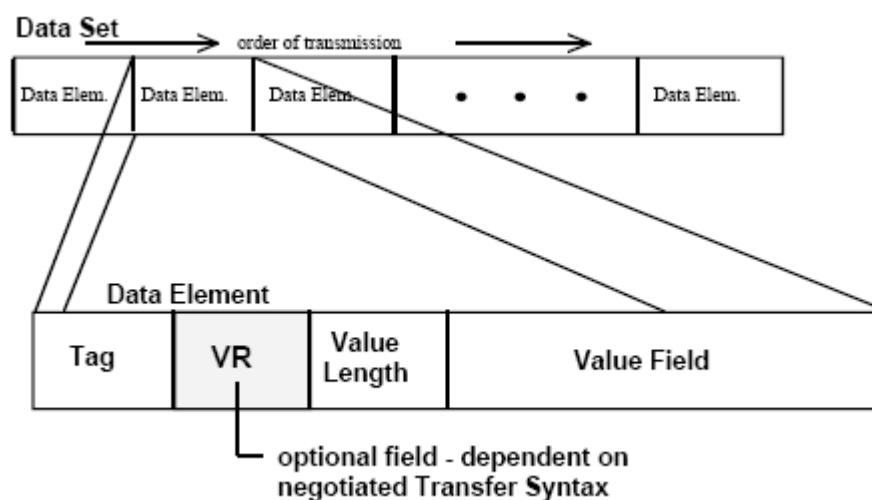 Data Set
order of transmission
Data Elem.
Data Elem.
Data Elem.
Data Elem.
Data Element
Tag
VR
Value
Length
Value Field
optional field - dependent on
negotiated Transfer Syntax